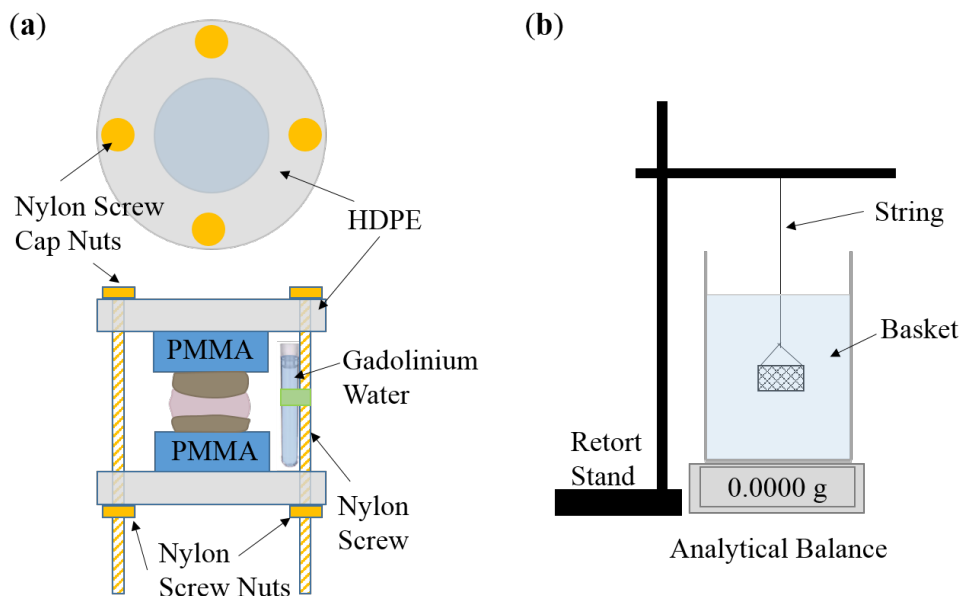 (a)
Nylon Screw
Cap Nuts
HDPE
PMMA
Gadolinium
Water
PMMA
Nylon
Screw
Nylon
Screw Nuts
(b)
String
Basket
Retort
Stand
0.0000 g
Analytical Balance